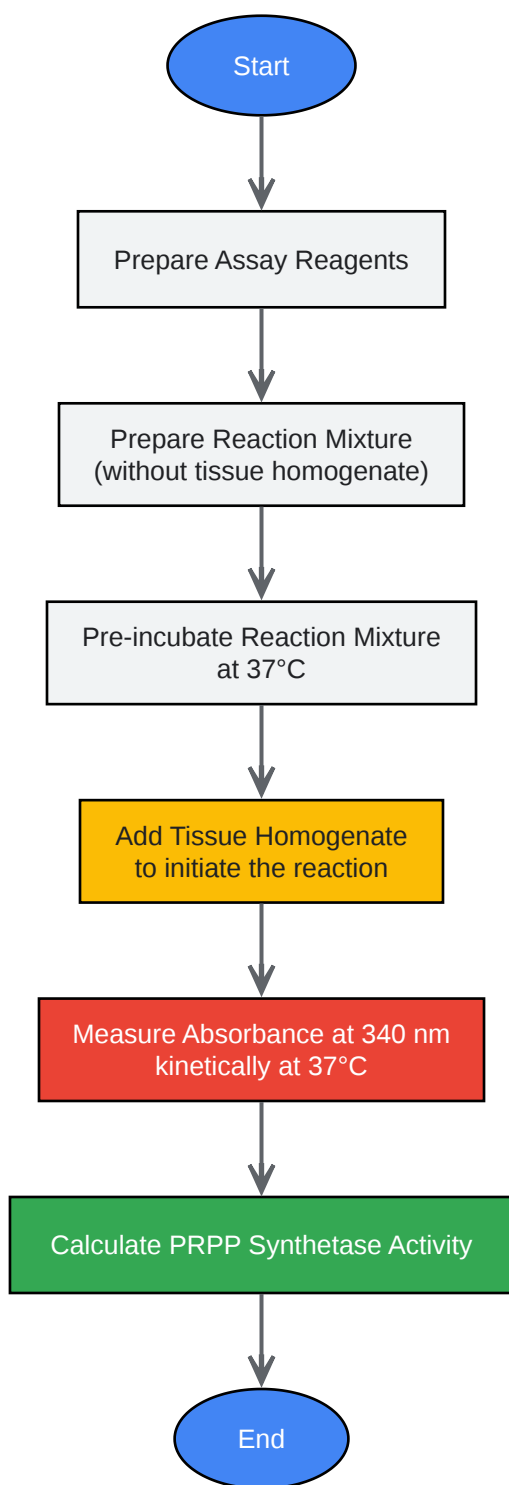 Start
Prepare Assay Reagents
Prepare Reaction Mixture
(without tissue homogenate)
Pre-incubate Reaction Mixture
at 37°C
Add Tissue Homogenate
to initiate the reaction
Measure Absorbance at 340 nm
kinetically at 37°C
Calculate PRPP Synthetase Activity
End